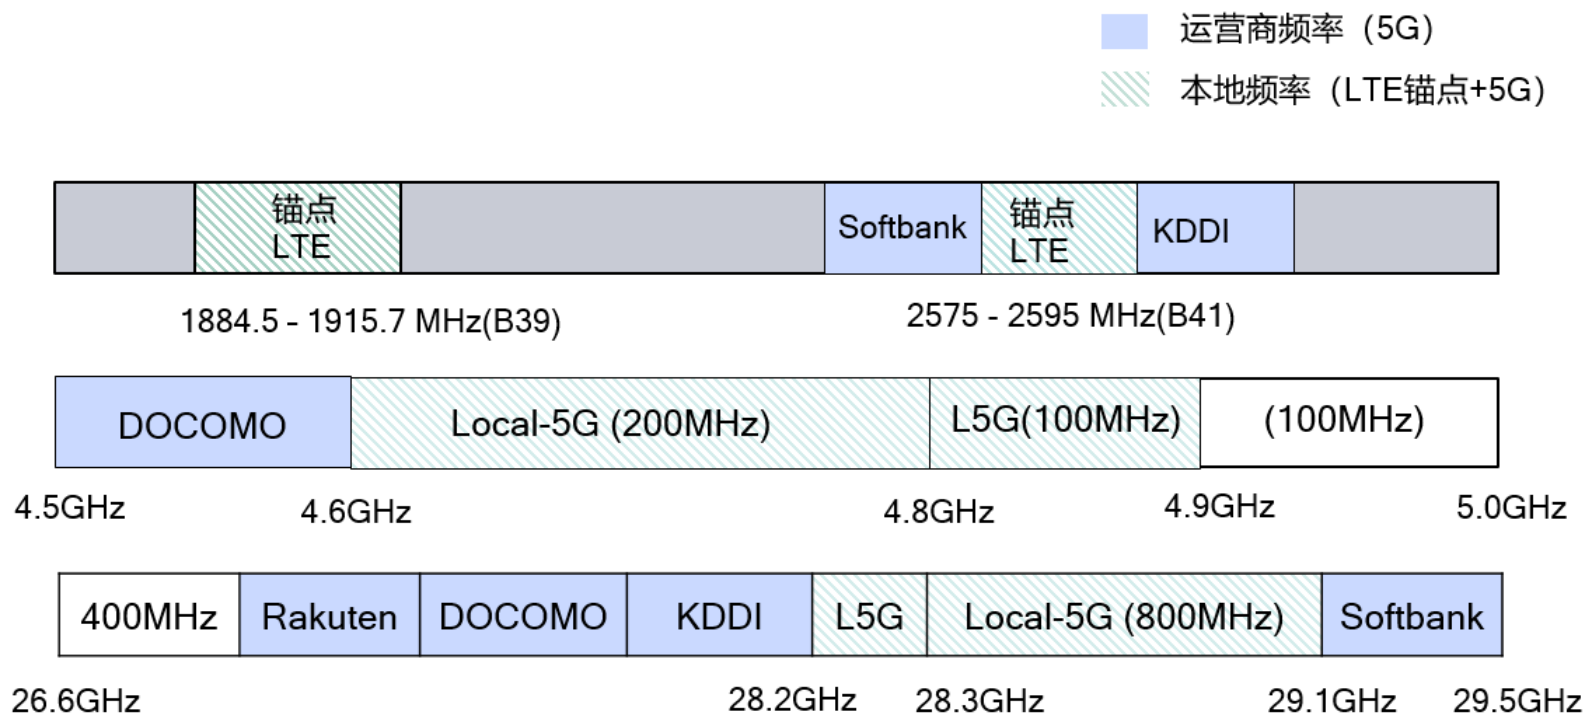 运营商频率（5G）
本地频率（LTE锚点+5G）
锚点
LTE
Softbank
锚点
LTE
KDDI
1884.5 - 1915.7 MHz(B39)
2575 - 2595 MHz(B41)
DOCOMO
Local-5G (200MHz)
L5G(100MHz)
(100MHz)
4.5GHz
4.6GHz
4.8GHz
4.9GHz
5.0GHz
400MHz
Rakuten
DOCOMO
KDDI
L5G
Local-5G (800MHz)
Softbank
26.6GHz
28.2GHz
28.3GHz
29.1GHz
29.5GHz